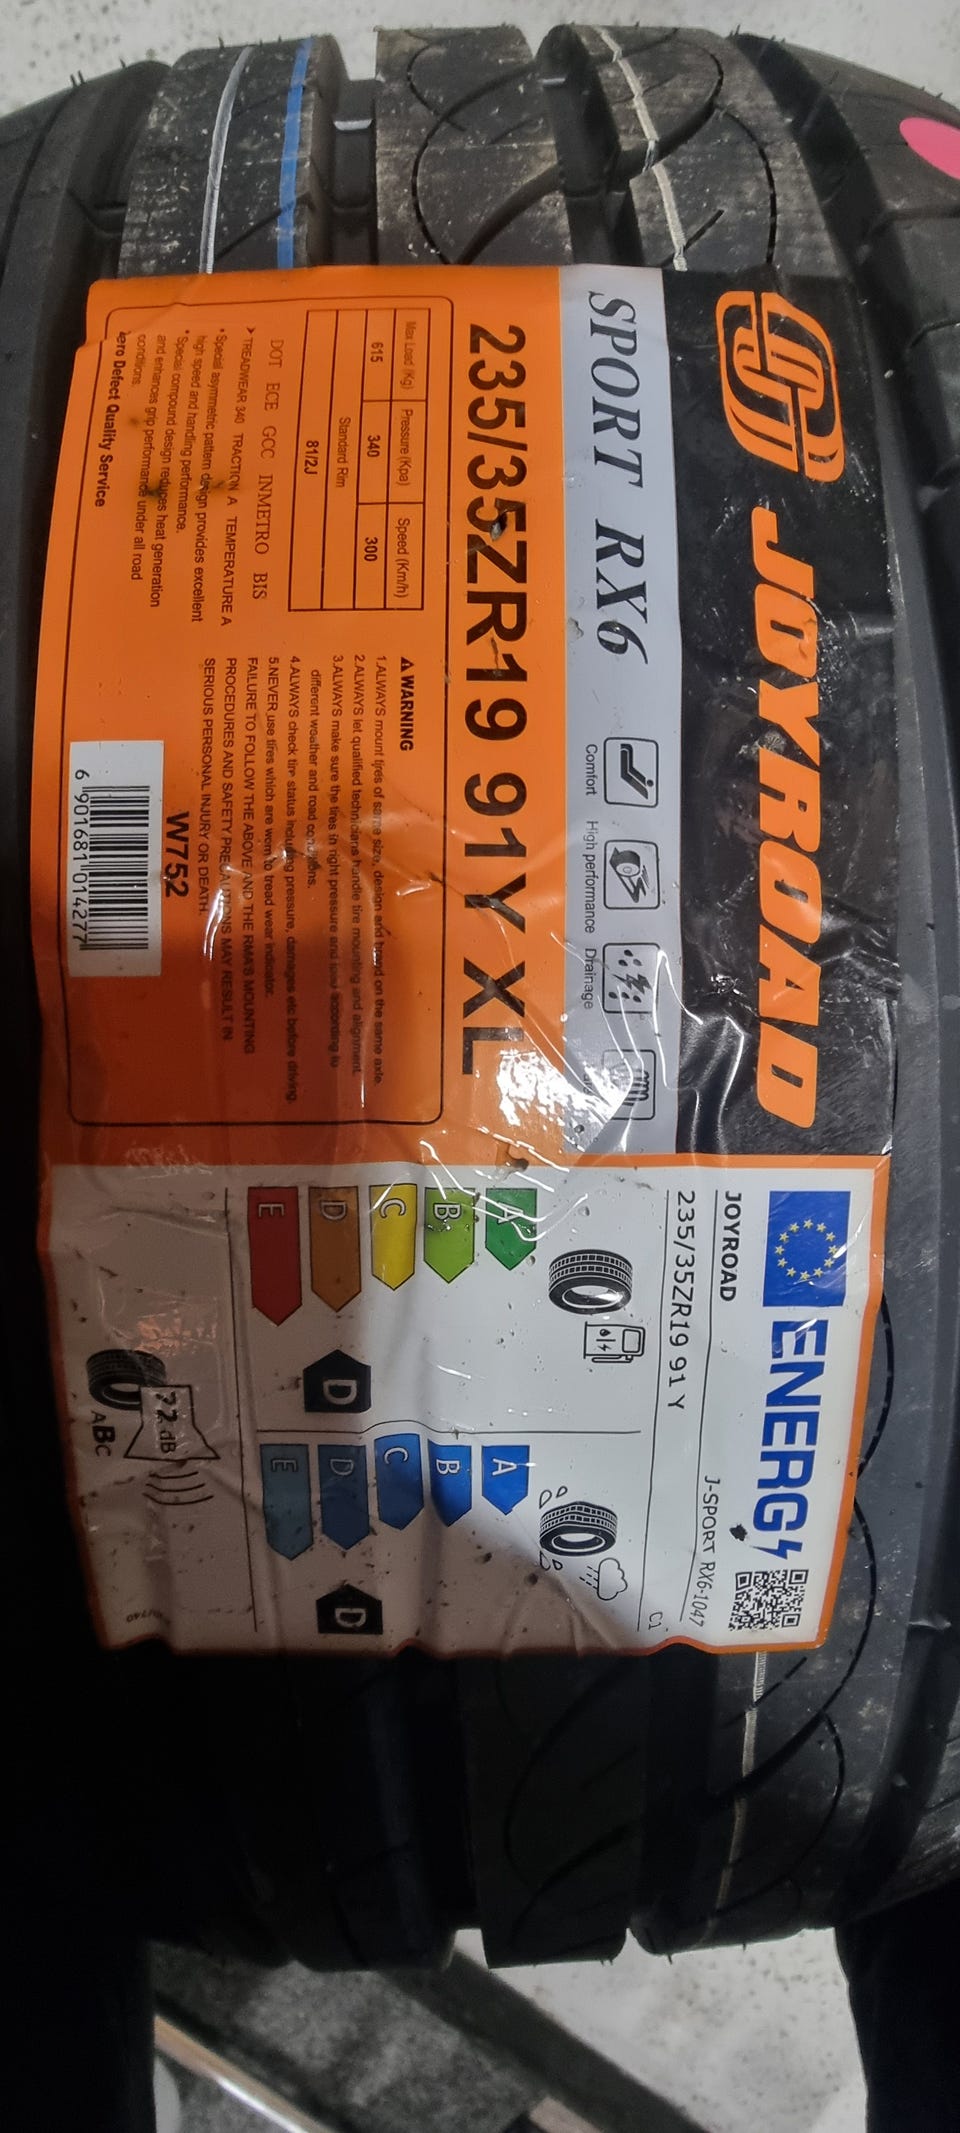 JOYROAD
SPORT RX6
Comfort
High performance
Drainage
235/35ZR19 91Y XL
Max Load (Kg) Pressure (Kpa) Speed (Km/h)
615 340 300
Standard Rim
81/2J
DOT ECE GCC INMETRO BIS
TREADWEAR 340 TRACTION A TEMPERATURE A
• Special asymmetric pattern design provides excellent
high speed and handling performance.
• Special compound design reduces heat generation
and enhances grip performance under all road
conditions.
Zero Defect Quality Service
WARNING
1.ALWAYS mount tires of same size, design and brand on the same axle.
2.ALWAYS let qualified technicians handle tire mounting and alignment.
3.ALWAYS make sure the tires in right pressure and load according to
different weather and road conditions.
4.ALWAYS check tire status including pressure, damages etc before driving.
5.NEVER use tires which are worn to tread wear indicator.
FAILURE TO FOLLOW THE ABOVE AND THE RMA'S MOUNTING
PROCEDURES AND SAFETY PRECAUTIONS MAY RESULT IN
SERIOUS PERSONAL INJURY OR DEATH.
W752
6 901681 014277
ENERG
JOYROAD J-SPORT RX6-1047
235/35ZR19 91 Y C1
A
B
C
D
E
D
A
B
C
D
E
D
72 dB
ABC